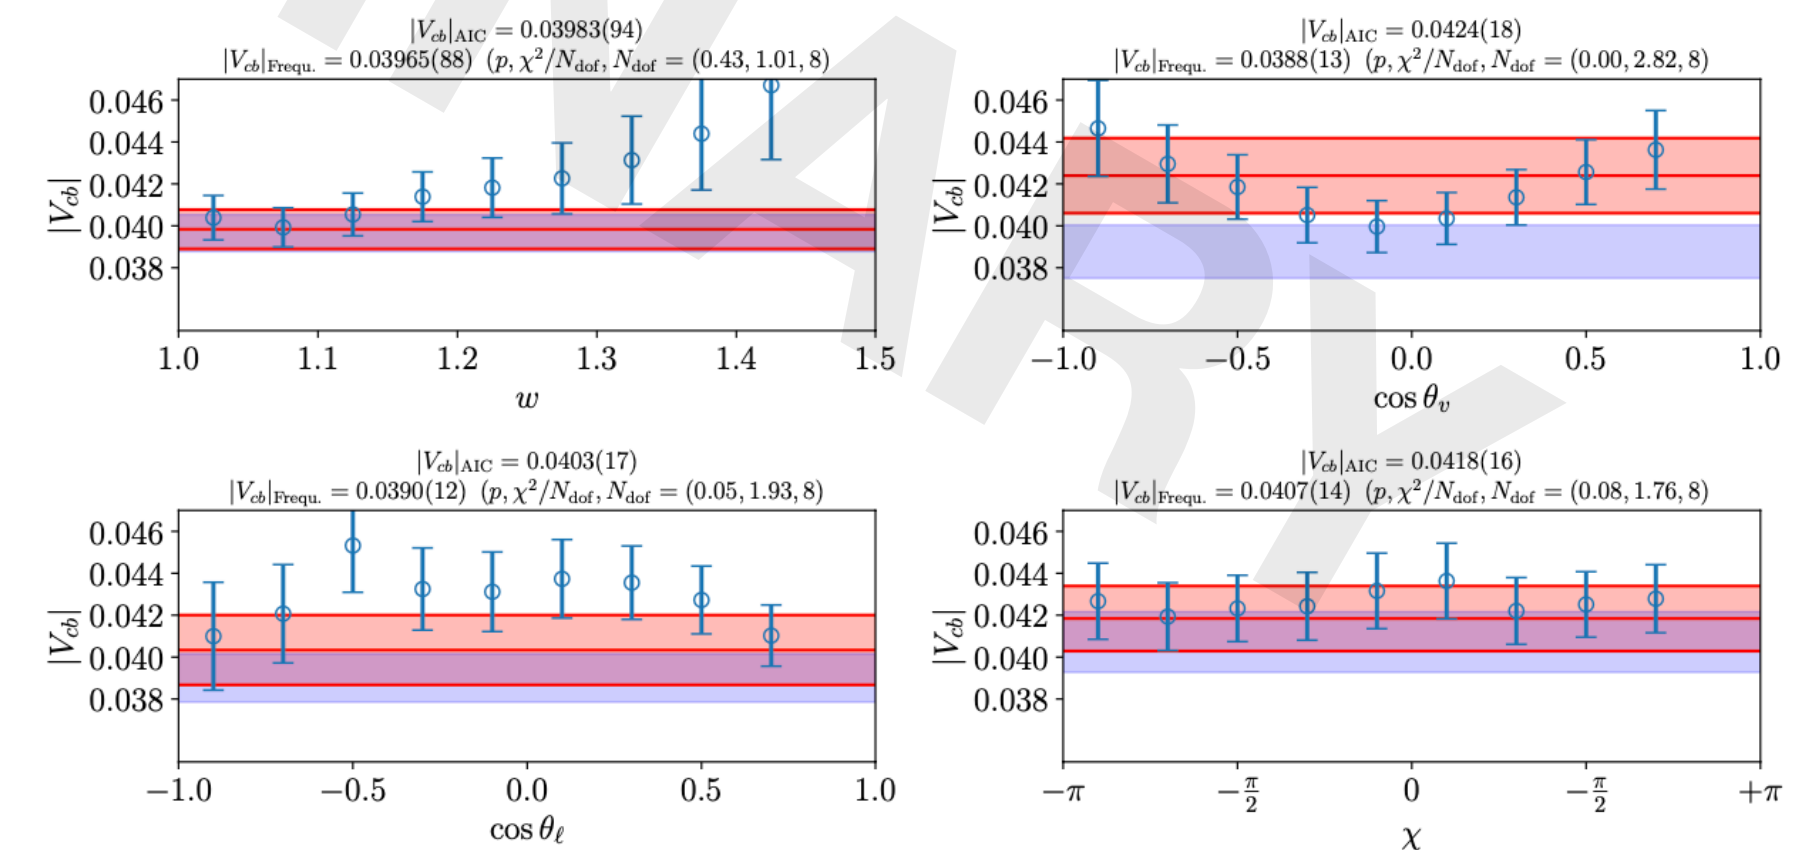 |V_cb|_AIC = 0.03983(94)
|V_cb|_Frequ. = 0.03965(88) (p, χ²/N_dof, N_dof = (0.43, 1.01, 8)
0.046
0.044
0.042
0.040
0.038
|V_cb|
1.0 1.1 1.2 1.3 1.4 1.5
w
|V_cb|_AIC = 0.0424(18)
|V_cb|_Frequ. = 0.0388(13) (p, χ²/N_dof, N_dof = (0.00, 2.82, 8)
0.046
0.044
0.042
0.040
0.038
|V_cb|
−1.0 −0.5 0.0 0.5 1.0
cos θ_v
|V_cb|_AIC = 0.0403(17)
|V_cb|_Frequ. = 0.0390(12) (p, χ²/N_dof, N_dof = (0.05, 1.93, 8)
0.046
0.044
0.042
0.040
0.038
|V_cb|
−1.0 −0.5 0.0 0.5 1.0
cos θ_ℓ
|V_cb|_AIC = 0.0418(16)
|V_cb|_Frequ. = 0.0407(14) (p, χ²/N_dof, N_dof = (0.08, 1.76, 8)
0.046
0.044
0.042
0.040
0.038
|V_cb|
−π −π/2 0 −π/2 +π
χ
NARY